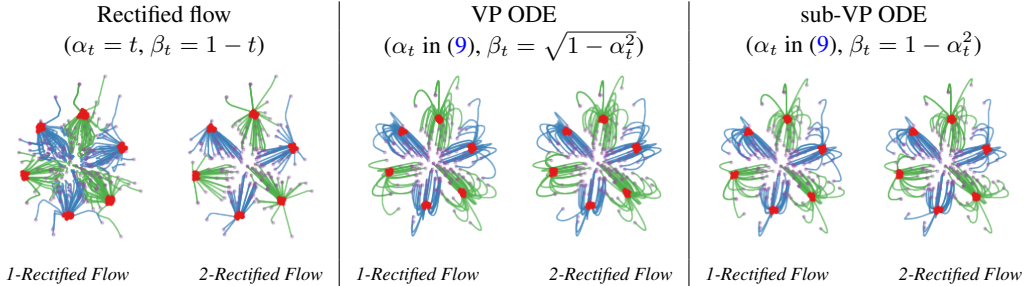 Rectified flow
(αₜ = t, βₜ = 1 − t)
VP ODE
(αₜ in (9), βₜ = √(1 − αₜ²))
sub-VP ODE
(αₜ in (9), βₜ = 1 − αₜ²)
1-Rectified Flow 2-Rectified Flow
1-Rectified Flow 2-Rectified Flow
1-Rectified Flow 2-Rectified Flow